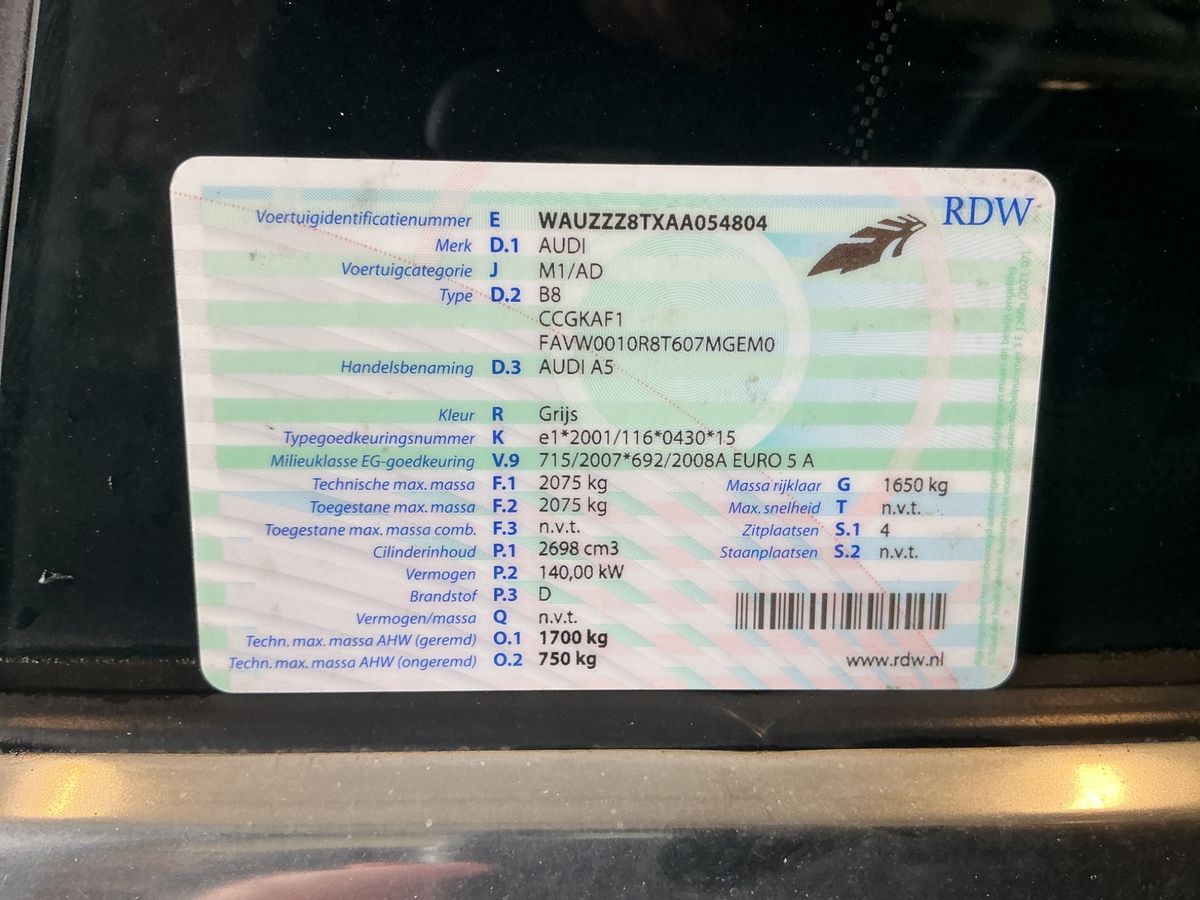 RDW
Voertuigidentificatienummer E WAUZZZ8TXAA054804
Merk D.1 AUDI
Voertuigcategorie J M1/AD
Type D.2 B8
CCGKAF1
FAVW0010R8T607MGEM0
Handelsbenaming D.3 AUDI A5
Kleur R Grijs
Typegoedkeuringsnummer K e1*2001/116*0430*15
Milieuklasse EG-goedkeuring V.9 715/2007*692/2008A EURO 5 A
Technische max. massa F.1 2075 kg Massa rijklaar G 1650 kg
Toegestane max. massa F.2 2075 kg Max. snelheid T n.v.t.
Toegestane max. massa comb. F.3 n.v.t. Zitplaatsen S.1 4
Cilinderinhoud P.1 2698 cm3 Staanplaatsen S.2 n.v.t.
Vermogen P.2 140,00 kW
Brandstof P.3 D
Vermogen/massa Q n.v.t.
Techn. max. massa AHW (geremd) O.1 1700 kg
Techn. max. massa AHW (ongeremd) O.2 750 kg
www.rdw.nl